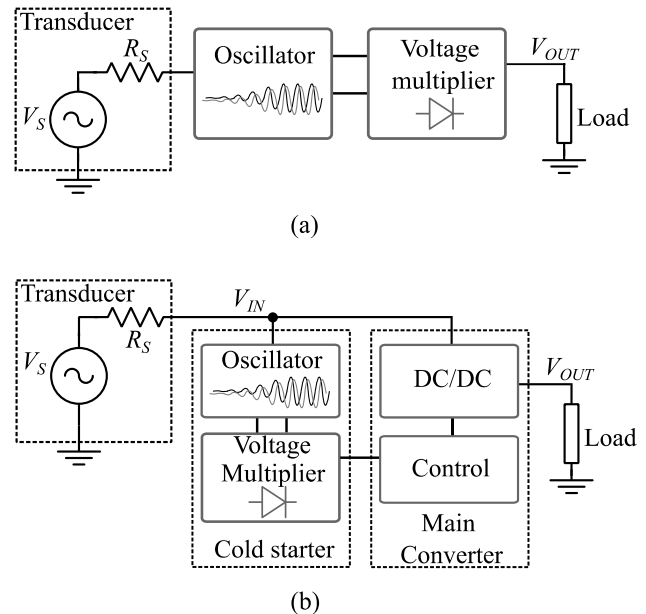 Transducer
R_S
V_S
Oscillator
Voltage
multiplier
V_OUT
Load
(a)
Transducer
R_S
V_S
V_IN
Oscillator
Voltage
Multiplier
Cold starter
DC/DC
Control
Main
Converter
V_OUT
Load
(b)